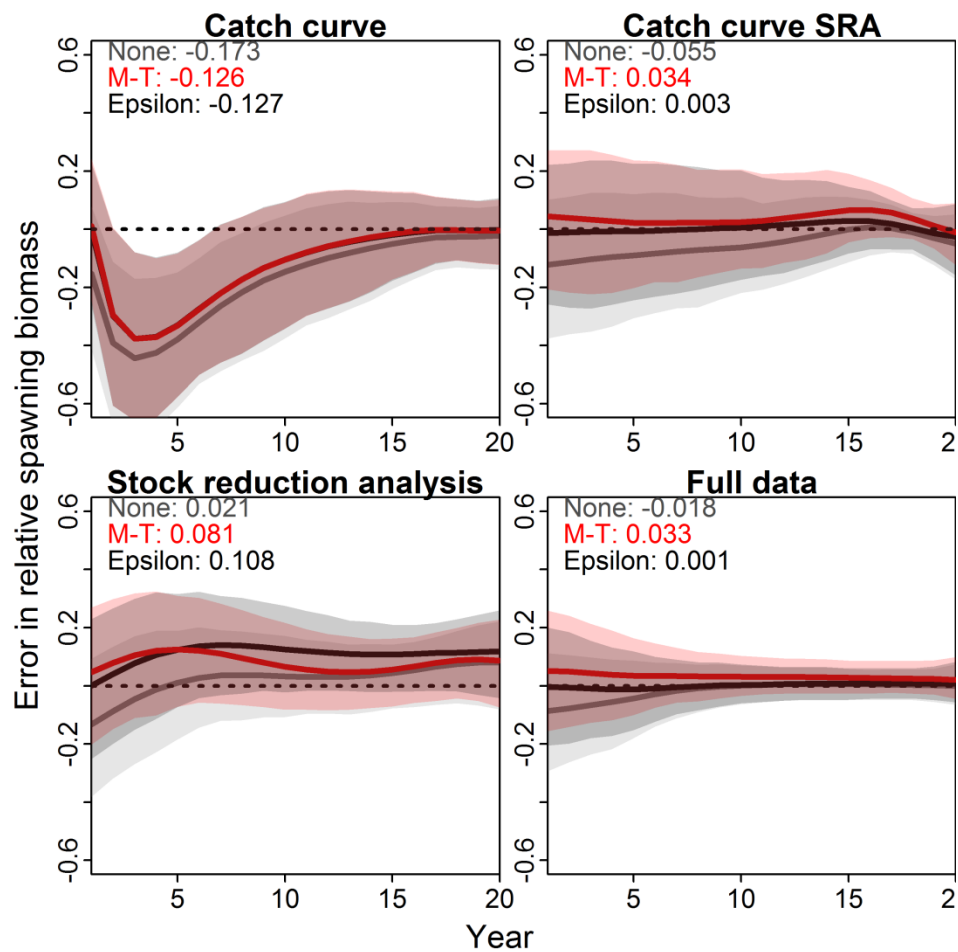 Catch curve
None: -0.173
M-T: -0.126
Epsilon: -0.127
0.6
0.2
-0.2
-0.6
5
10
15
20
Catch curve SRA
None: -0.055
M-T: 0.034
Epsilon: 0.003
0.6
0.2
-0.2
-0.6
5
10
15
Stock reduction analysis
None: 0.021
M-T: 0.081
Epsilon: 0.108
0.6
0.2
-0.2
-0.6
5
10
15
20
Full data
None: -0.018
M-T: 0.033
Epsilon: 0.001
0.6
0.2
-0.2
-0.6
5
10
15
Error in relative spawning biomass
Year